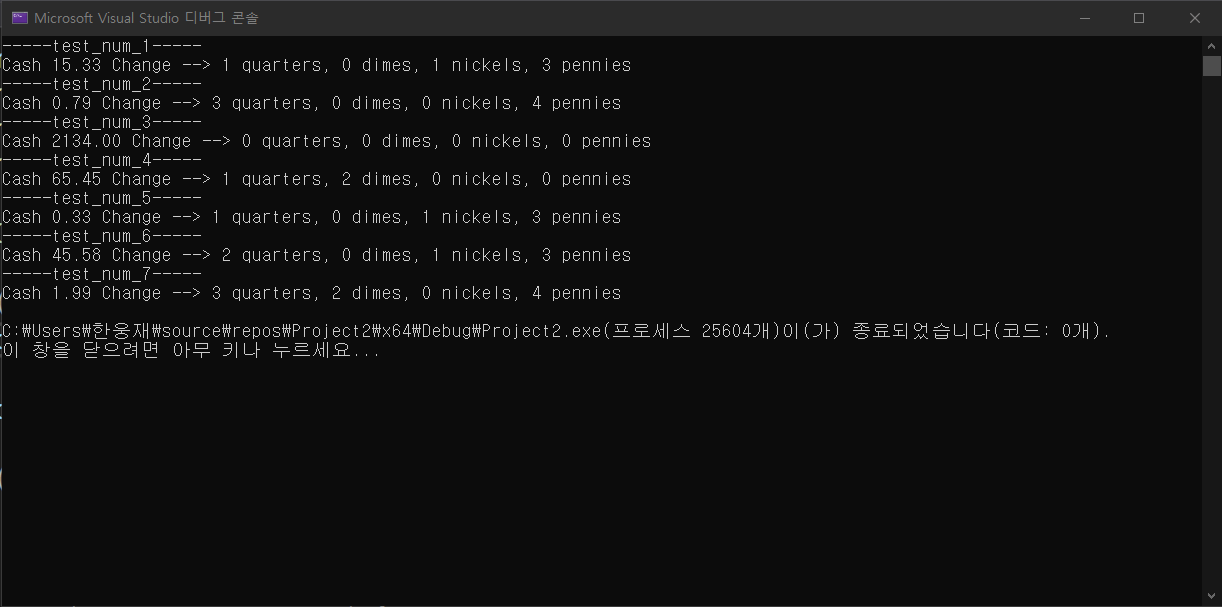 Microsoft Visual Studio 디버그 콘솔
-----test_num_1-----
Cash 15.33 Change --> 1 quarters, 0 dimes, 1 nickels, 3 pennies
-----test_num_2-----
Cash 0.79 Change --> 3 quarters, 0 dimes, 0 nickels, 4 pennies
-----test_num_3-----
Cash 2134.00 Change --> 0 quarters, 0 dimes, 0 nickels, 0 pennies
-----test_num_4-----
Cash 65.45 Change --> 1 quarters, 2 dimes, 0 nickels, 0 pennies
-----test_num_5-----
Cash 0.33 Change --> 1 quarters, 0 dimes, 1 nickels, 3 pennies
-----test_num_6-----
Cash 45.58 Change --> 2 quarters, 0 dimes, 1 nickels, 3 pennies
-----test_num_7-----
Cash 1.99 Change --> 3 quarters, 2 dimes, 0 nickels, 4 pennies
C:₩Users₩한웅재₩source₩repos₩Project2₩x64₩Debug₩Project2.exe(프로세스 25604개)이(가) 종료되었습니다(코드: 0개).
이 창을 닫으려면 아무 키나 누르세요...